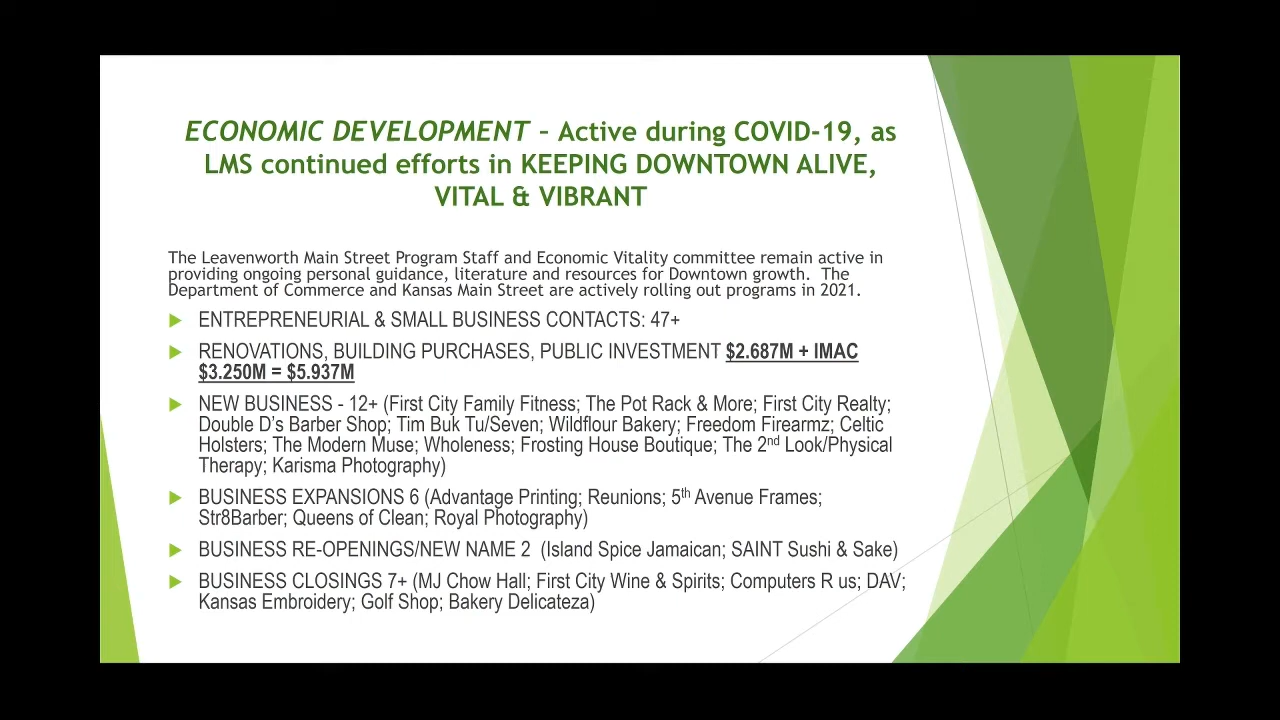 ECONOMIC DEVELOPMENT – Active during COVID-19, as
LMS continued efforts in KEEPING DOWNTOWN ALIVE,
VITAL & VIBRANT
The Leavenworth Main Street Program Staff and Economic Vitality committee remain active in
providing ongoing personal guidance, literature and resources for Downtown growth. The
Department of Commerce and Kansas Main Street are actively rolling out programs in 2021.
ENTREPRENEURIAL & SMALL BUSINESS CONTACTS: 47+
RENOVATIONS, BUILDING PURCHASES, PUBLIC INVESTMENT $2.687M + IMAC
$3.250M = $5.937M
NEW BUSINESS - 12+ (First City Family Fitness; The Pot Rack & More; First City Realty;
Double D's Barber Shop; Tim Buk Tu/Seven; Wildflour Bakery; Freedom Firearmz; Celtic
Holsters; The Modern Muse; Wholeness; Frosting House Boutique; The 2nd Look/Physical
Therapy; Karisma Photography)
BUSINESS EXPANSIONS 6 (Advantage Printing; Reunions; 5th Avenue Frames;
Str8Barber; Queens of Clean; Royal Photography)
BUSINESS RE-OPENINGS/NEW NAME 2 (Island Spice Jamaican; SAINT Sushi & Sake)
BUSINESS CLOSINGS 7+ (MJ Chow Hall; First City Wine & Spirits; Computers R us; DAV;
Kansas Embroidery; Golf Shop; Bakery Delicateza)